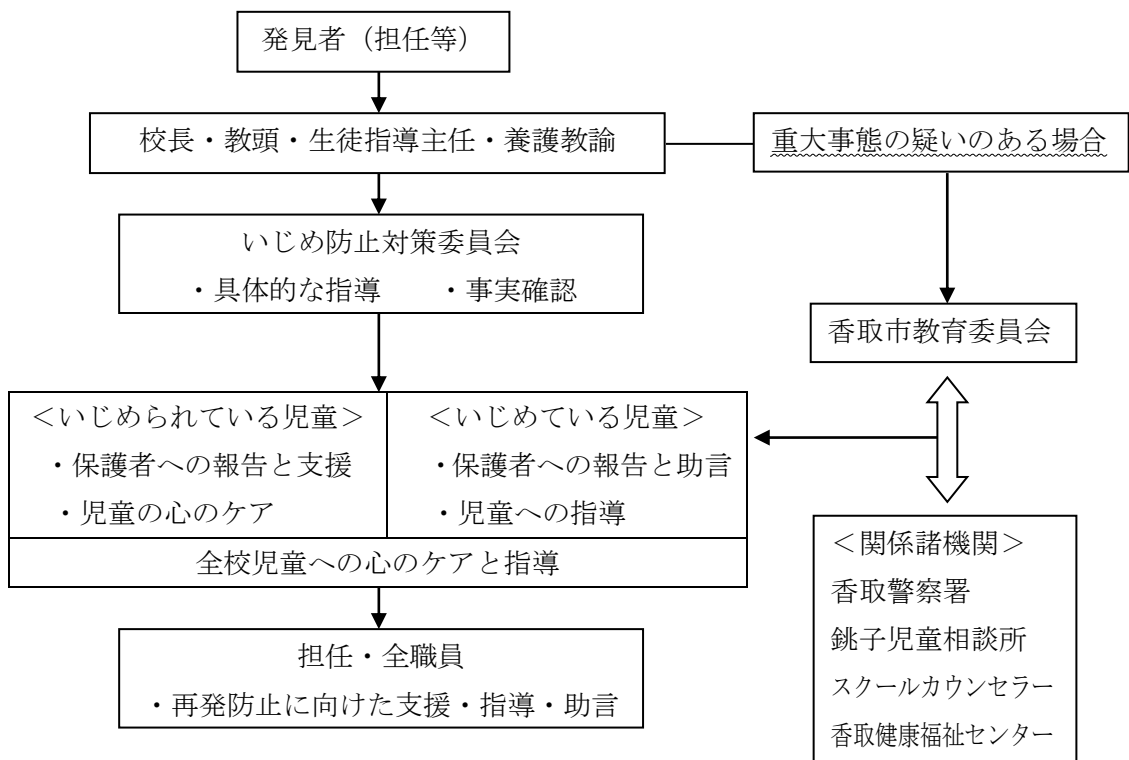 発見者（担任等）
校長・教頭・生徒指導主任・養護教諭
重大事態の疑いのある場合
いじめ防止対策委員会
・具体的な指導　　・事実確認
香取市教育委員会
＜いじめられている児童＞
・保護者への報告と支援
・児童の心のケア
＜いじめている児童＞
・保護者への報告と助言
・児童への指導
全校児童への心のケアと指導
担任・全職員
・再発防止に向けた支援・指導・助言
＜関係諸機関＞
香取警察署
銚子児童相談所
スクールカウンセラー
香取健康福祉センター